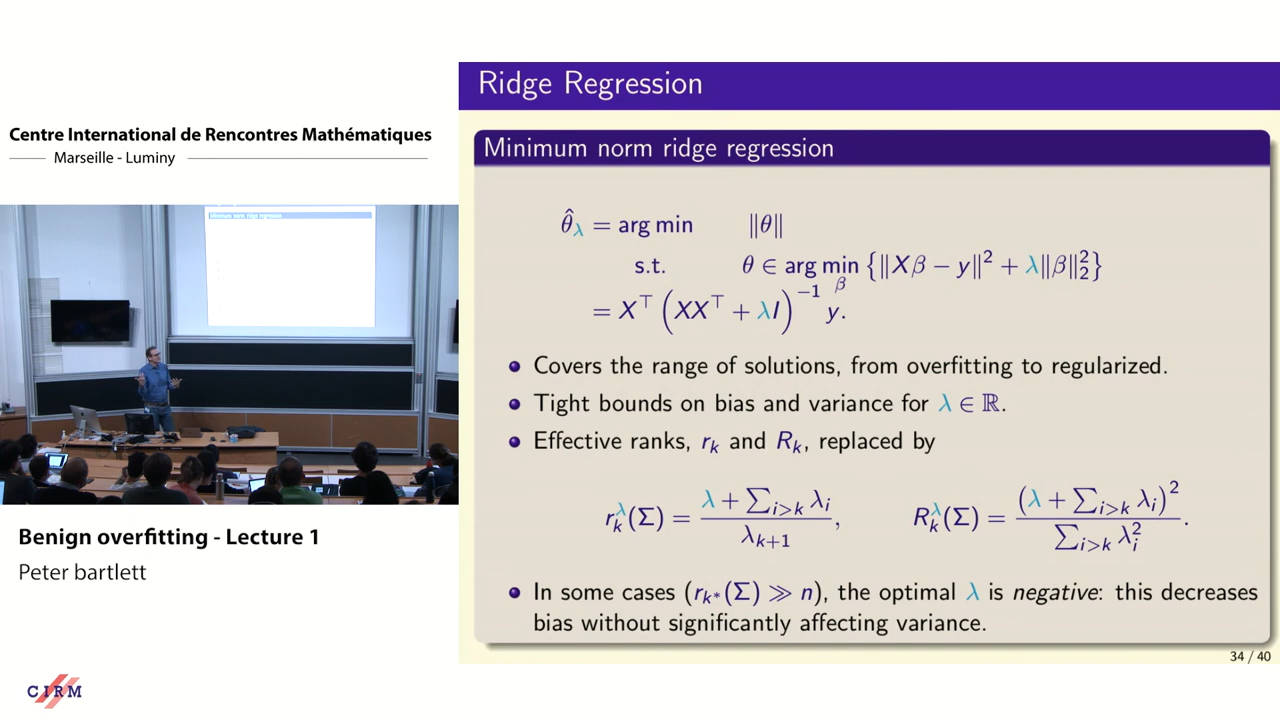 Centre International de Rencontres Mathématiques
Marseille - Luminy
Minimum norm ridge regression
Benign overfitting - Lecture 1
Peter bartlett
CIRM
Ridge Regression
Minimum norm ridge regression
θ̂_λ = arg min ‖θ‖
s.t. θ ∈ arg min_β {‖Xβ − y‖² + λ‖β‖₂²}
= X^⊤ (XX^⊤ + λI)^{−1} y.
Covers the range of solutions, from overfitting to regularized.
Tight bounds on bias and variance for λ ∈ ℝ.
Effective ranks, r_k and R_k, replaced by
r_k^λ(Σ) = (λ + ∑_{i>k} λ_i) / λ_{k+1}, R_k^λ(Σ) = (λ + ∑_{i>k} λ_i)² / ∑_{i>k} λ_i².
In some cases (r_{k*}(Σ) ≫ n), the optimal λ is negative: this decreases
bias without significantly affecting variance.
34 / 40